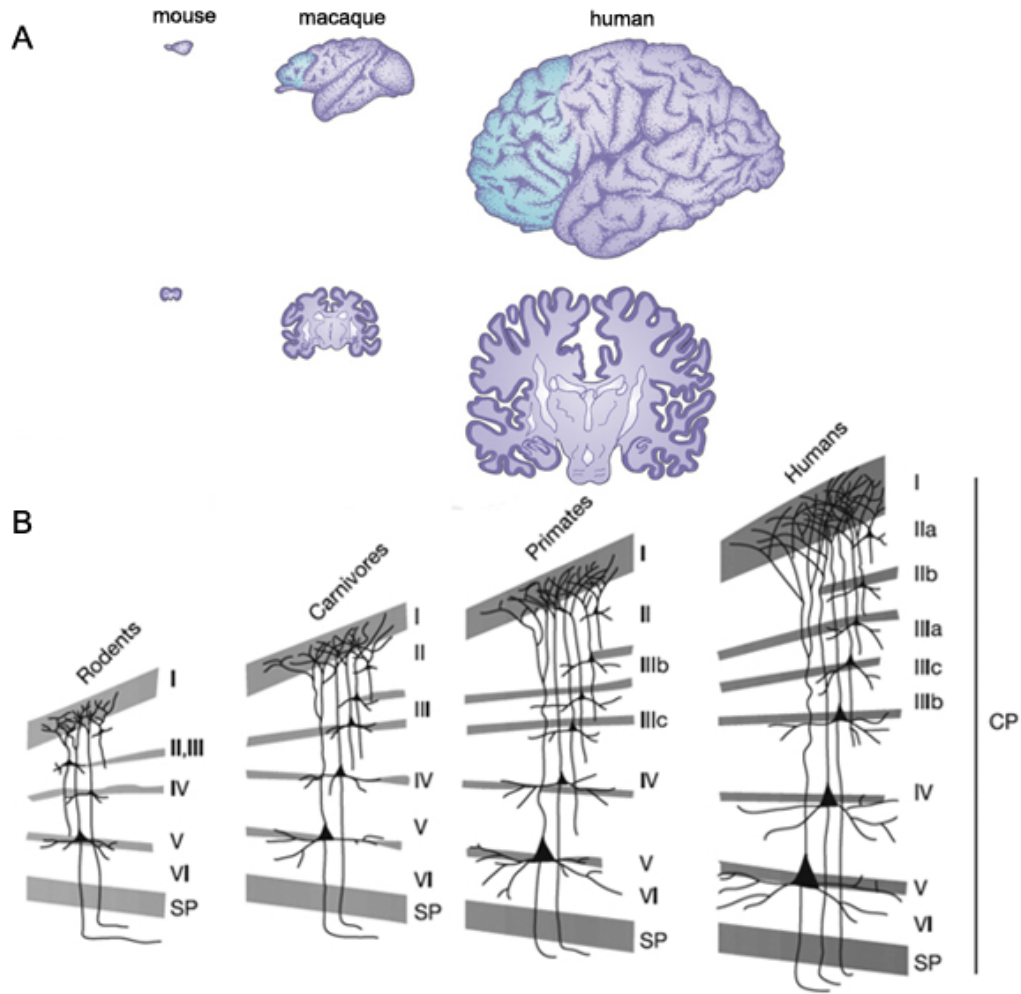 mouse
macaque
human
A
B
Rodents
I
II,III
IV
V
VI
SP
Carnivores
I
II
III
IV
V
VI
SP
Primates
I
II
IIIb
IIIc
IV
V
VI
SP
Humans
I
IIa
IIb
IIIa
IIIc
IIIb
IV
V
VI
SP
CP